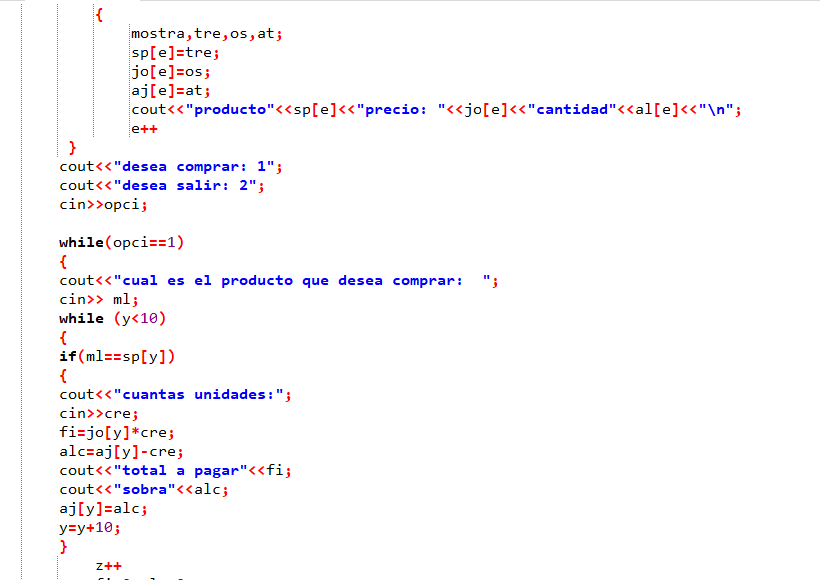 {
mostra,tre,os,at;
sp[e]=tre;
jo[e]=os;
aj[e]=at;
cout<<"producto"<<sp[e]<<"precio: "<<jo[e]<<"cantidad"<<al[e]<<"\n";
e++
}
cout<<"desea comprar: 1";
cout<<"desea salir: 2";
cin>>opci;
while(opci==1)
{
cout<<"cual es el producto que desea comprar:  ";
cin>> ml;
while (y<10)
{
if(ml==sp[y])
{
cout<<"cuantas unidades:";
cin>>cre;
fi=jo[y]*cre;
alc=aj[y]-cre;
cout<<"total a pagar"<<fi;
cout<<"sobra"<<alc;
aj[y]=alc;
y=y+10;
}
z++